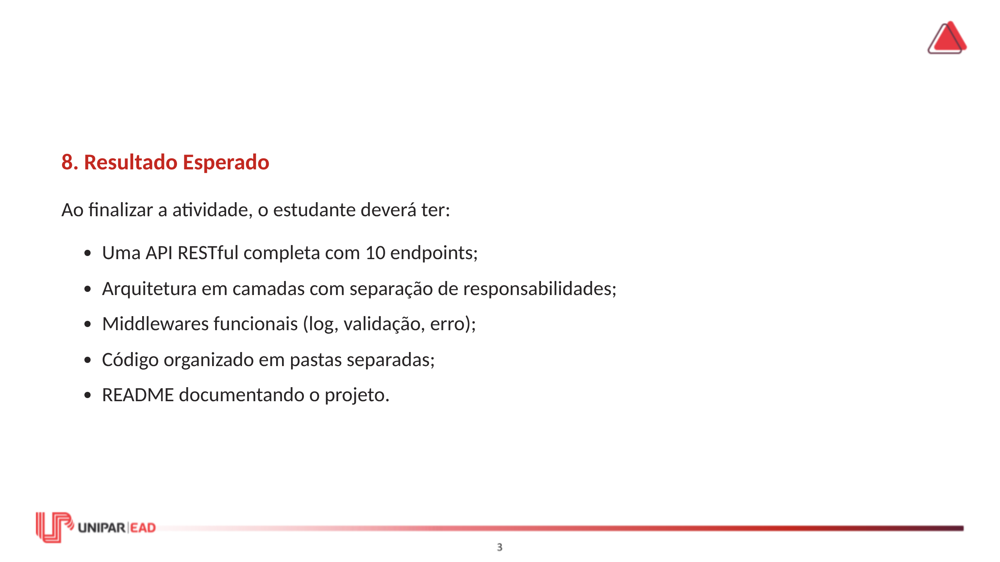 8. Resultado Esperado
Ao finalizar a atividade, o estudante deverá ter:
• Uma API RESTful completa com 10 endpoints;
• Arquitetura em camadas com separação de responsabilidades;
• Middlewares funcionais (log, validação, erro);
• Código organizado em pastas separadas;
• README documentando o projeto.
UNIPAR|EAD
3